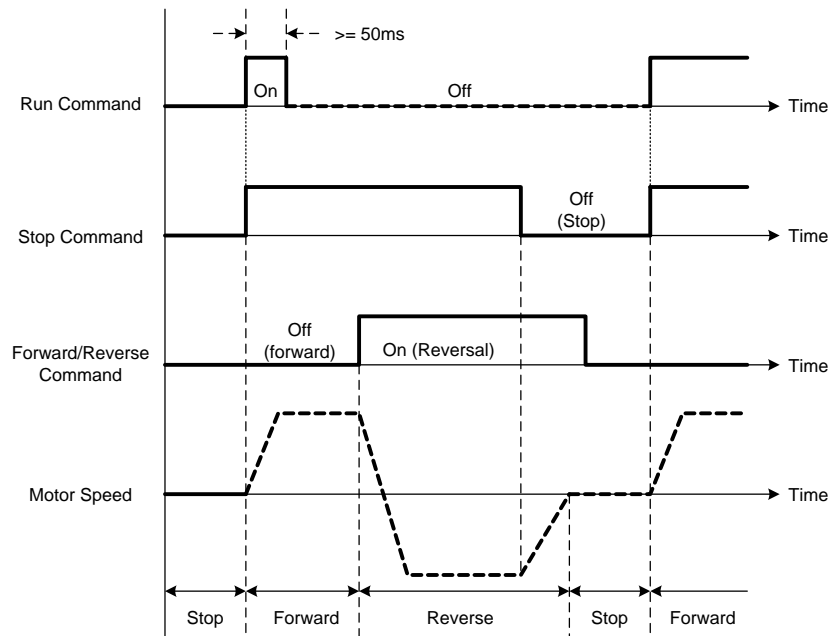 >= 50ms
Run Command
On
Off
Time
Stop Command
Off
(Stop)
Time
Forward/Reverse
Command
Off
(forward)
On (Reversal)
Time
Motor Speed
Time
Stop
Forward
Reverse
Stop
Forward